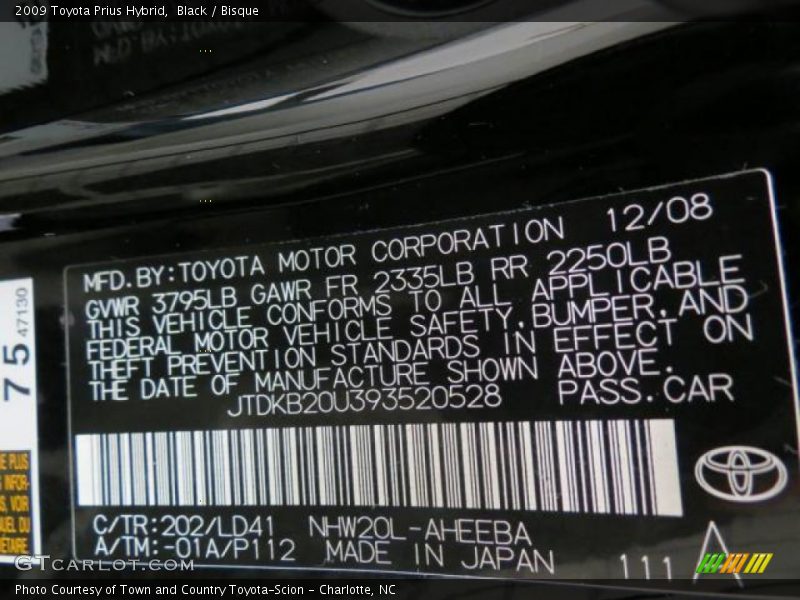 2009 Toyota Prius Hybrid, Black / Bisque
MFD.BY:TOYOTA MOTOR CORPORATION 12/08
GVWR 3795LB GAWR FR 2335LB RR 2250LB
THIS VEHICLE CONFORMS TO ALL APPLICABLE
FEDERAL MOTOR VEHICLE SAFETY,BUMPER,AND
THEFT PREVENTION STANDARDS IN EFFECT ON
THE DATE OF MANUFACTURE SHOWN ABOVE.
JTDKB20U393520528 PASS.CAR
75 47130
C/TR:202/LD41 NHW20L-AHEEBA
A/TM:-01A/P112 MADE IN JAPAN 111 A
GTCarlot.com
Photo Courtesy of Town and Country Toyota-Scion - Charlotte, NC